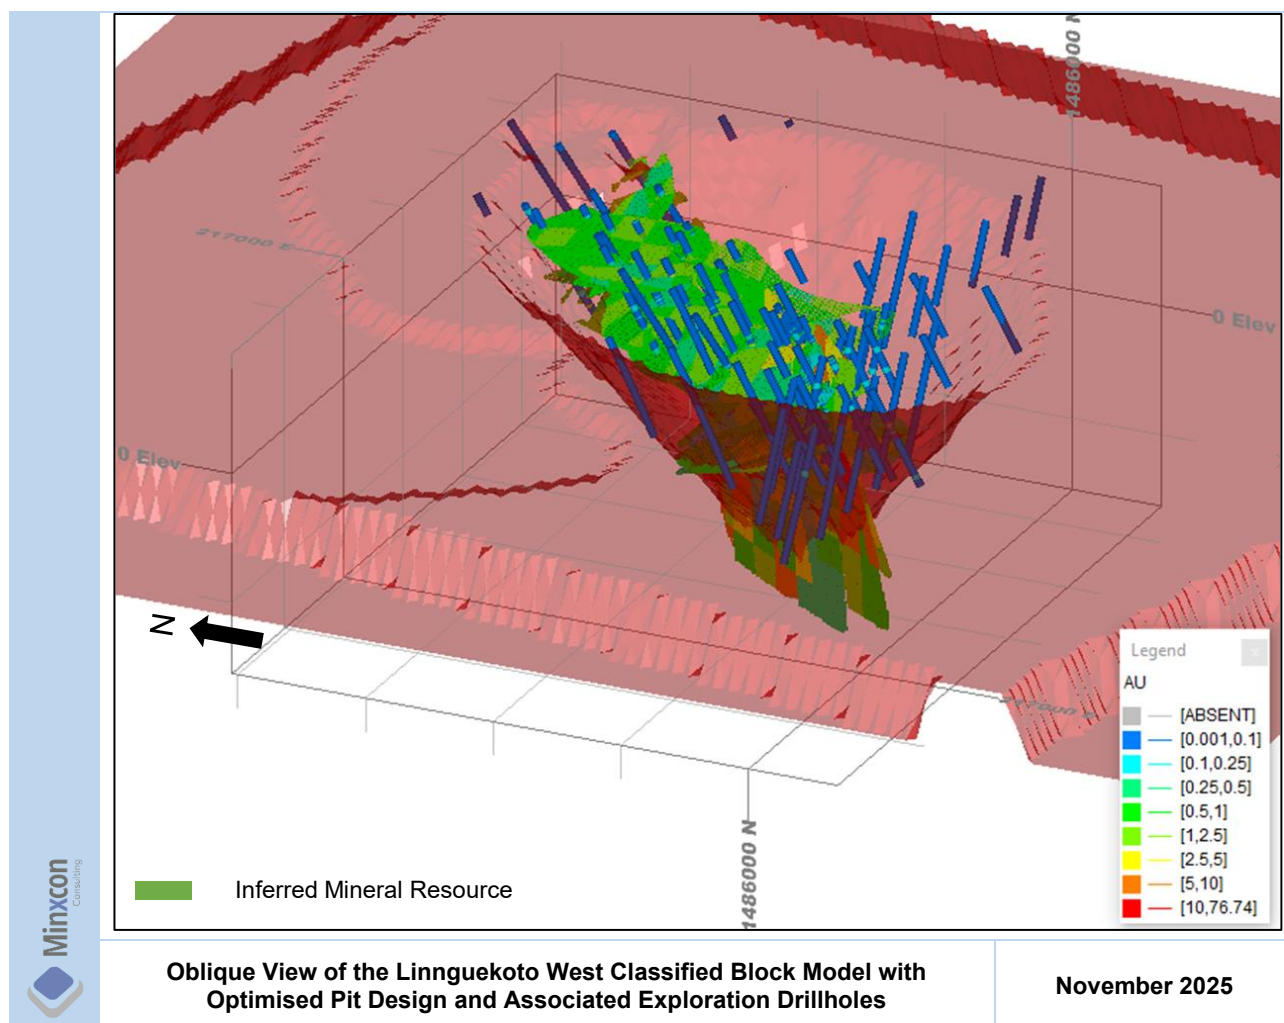 1486000 N
217000 E
0 Elev
0 Elev
N
217000 E
1486000 N
Legend
x
AU
[ABSENT]
[0.001,0.1]
[0.1,0.25]
[0.25,0.5]
[0.5,1]
[1,2.5]
[2.5,5]
[5,10]
[10,76.74]
Inferred Mineral Resource
Minxcon
Consulting
Oblique View of the Linnguekoto West Classified Block Model with
Optimised Pit Design and Associated Exploration Drillholes
November 2025